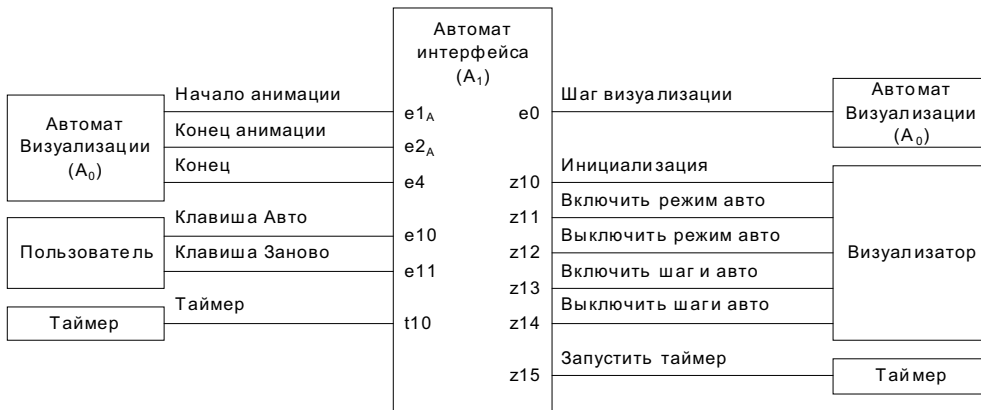 Автомат
интерфейса
(A₁)
Автомат
Визуализации
(A₀)
Начало анимации
e1ₐ
Конец анимации
e2ₐ
Конец
e4
Пользователь
Клавиша Авто
e10
Клавиша Заново
e11
Таймер
Таймер
t10
e0
Шаг визуализации
Автомат
Визуализации
(A₀)
z10
Инициализация
z11
Включить режим авто
z12
Выключить режим авто
z13
Включить шаг и авто
z14
Выключить шаг и авто
Визуализатор
z15
Запустить таймер
Таймер